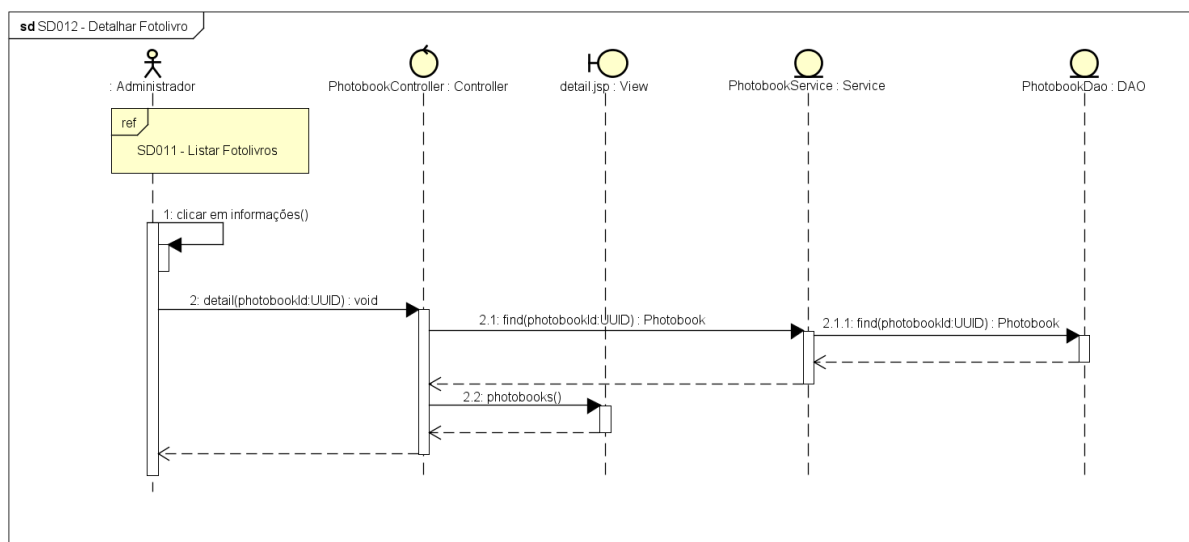 sd SD012 - Detalhar Fotolivro
: Administrador
PhotobookController : Controller
detail.jsp : View
PhotobookService : Service
PhotobookDao : DAO
ref
SD011 - Listar Fotolivros
1: clicar em informações()
2: detail(photobookId:UUID) : void
2.1: find(photobookId:UUID) : Photobook
2.1.1: find(photobookId:UUID) : Photobook
2.2: photobooks()